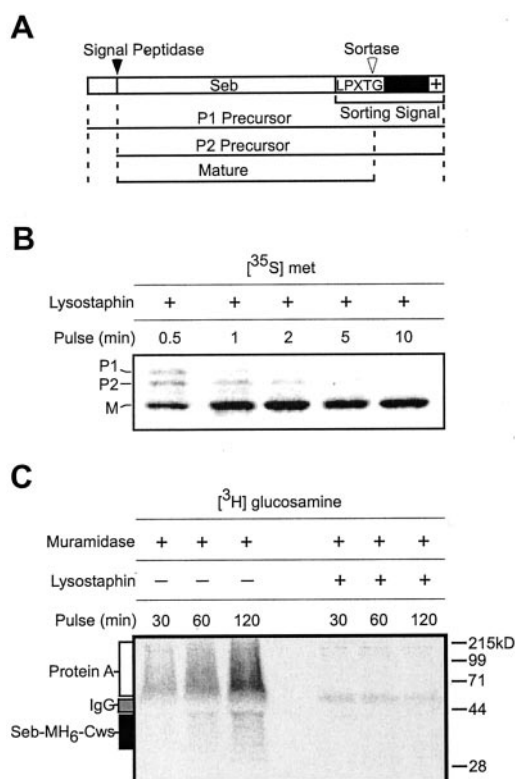 A
Signal Peptidase
Sortase
Seb
LPXTG
+
P1 Precursor
Sorting Signal
P2 Precursor
Mature
B
[35S] met
Lysostaphin + + + + +
Pulse (min) 0.5 1 2 5 10
P1
P2
M
C
[3H] glucosamine
Muramidase + + + + + +
Lysostaphin − − − + + +
Pulse (min) 30 60 120 30 60 120
215kD
Protein A
99
71
IgG
44
Seb-MH6-Cws
28